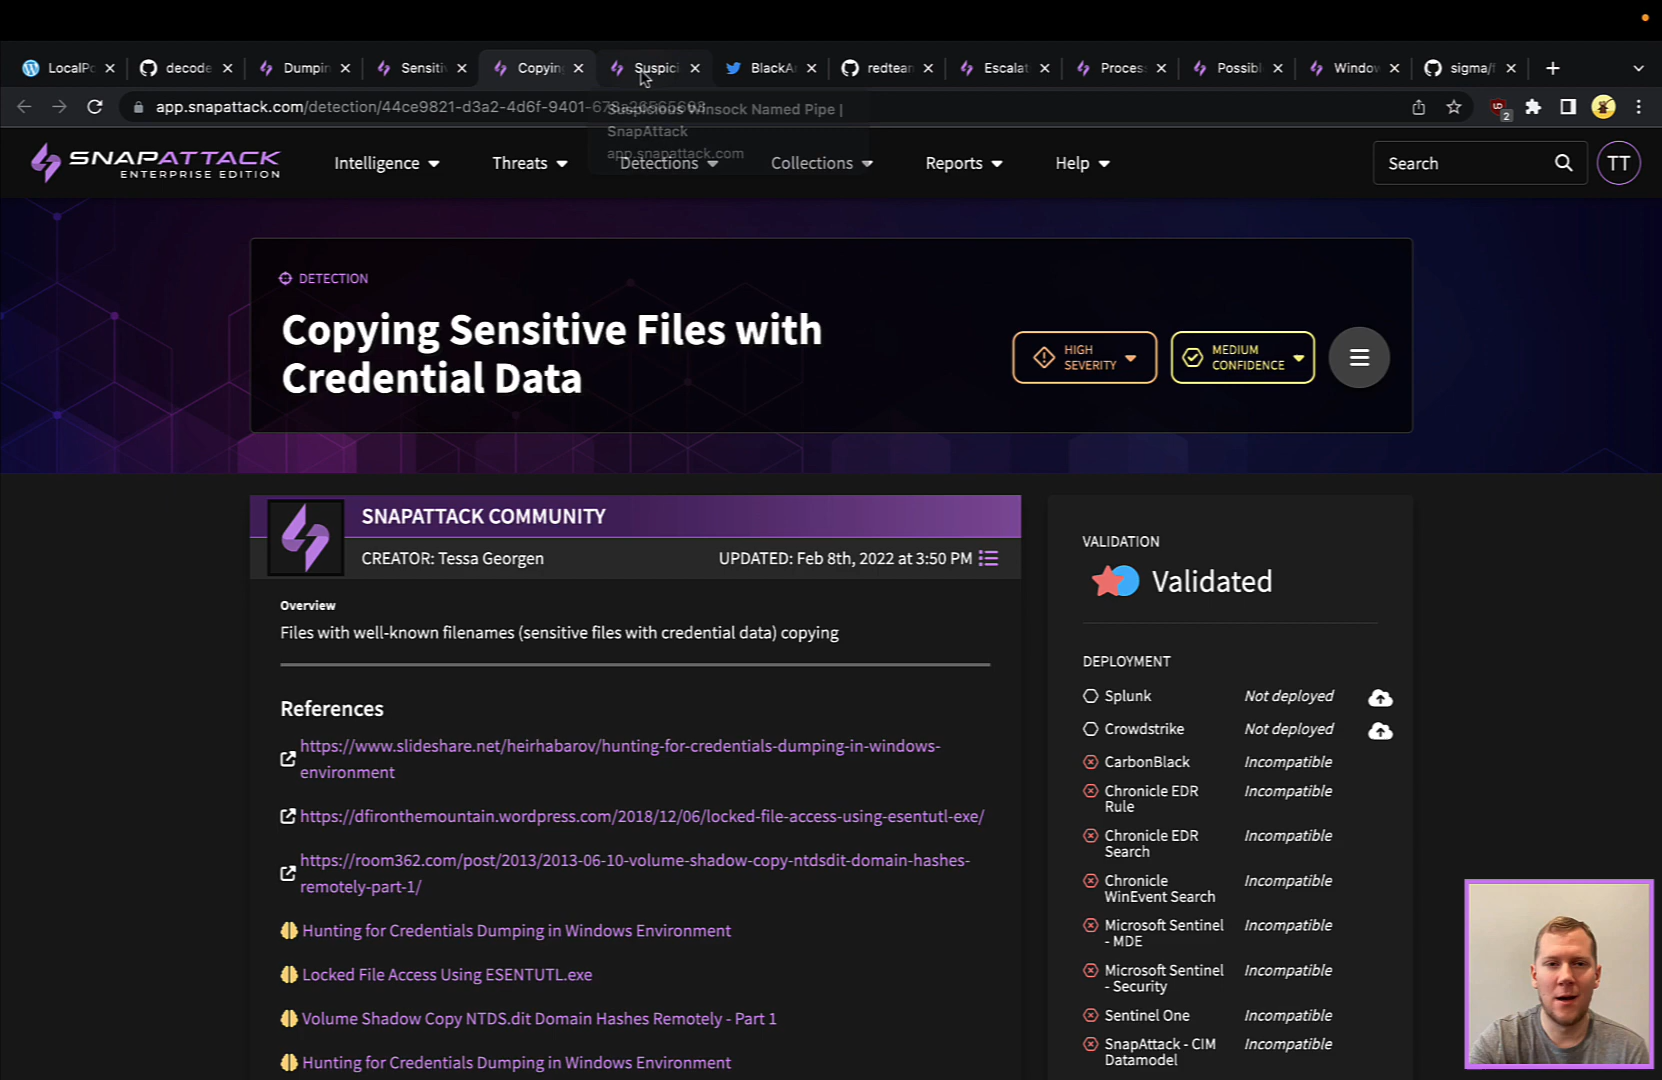 LocalPo
decode
Dumpin
Sensitiv
Copying
Suspici
BlackAr
redtean
Escalat
Process
Possibl
Window
sigma/r
app.snapattack.com/detection/44ce9821-d3a2-4d6f-9401-
2
Suspicious Winsock Named Pipe |
SnapAttack
app.snapattack.com
SNAPATTACK
ENTERPRISE EDITION
Intelligence
Threats
Detections
Collections
Reports
Help
Search
TT
DETECTION
Copying Sensitive Files with
Credential Data
HIGH
SEVERITY
MEDIUM
CONFIDENCE
SNAPATTACK COMMUNITY
CREATOR: Tessa Georgen
UPDATED: Feb 8th, 2022 at 3:50 PM
Overview
Files with well-known filenames (sensitive files with credential data) copying
References
https://www.slideshare.net/heirhabarov/hunting-for-credentials-dumping-in-windows-
environment
https://dfironthemountain.wordpress.com/2018/12/06/locked-file-access-using-esentutl-exe/
https://room362.com/post/2013/2013-06-10-volume-shadow-copy-ntdsdit-domain-hashes-
remotely-part-1/
Hunting for Credentials Dumping in Windows Environment
Locked File Access Using ESENTUTL.exe
Volume Shadow Copy NTDS.dit Domain Hashes Remotely - Part 1
Hunting for Credentials Dumping in Windows Environment
VALIDATION
Validated
DEPLOYMENT
Splunk Not deployed
Crowdstrike Not deployed
CarbonBlack Incompatible
Chronicle EDR Incompatible
Rule
Chronicle EDR Incompatible
Search
Chronicle Incompatible
WinEvent Search
Microsoft Sentinel Incompatible
- MDE
Microsoft Sentinel Incompatible
- Security
Sentinel One Incompatible
SnapAttack - CIM Incompatible
Datamodel